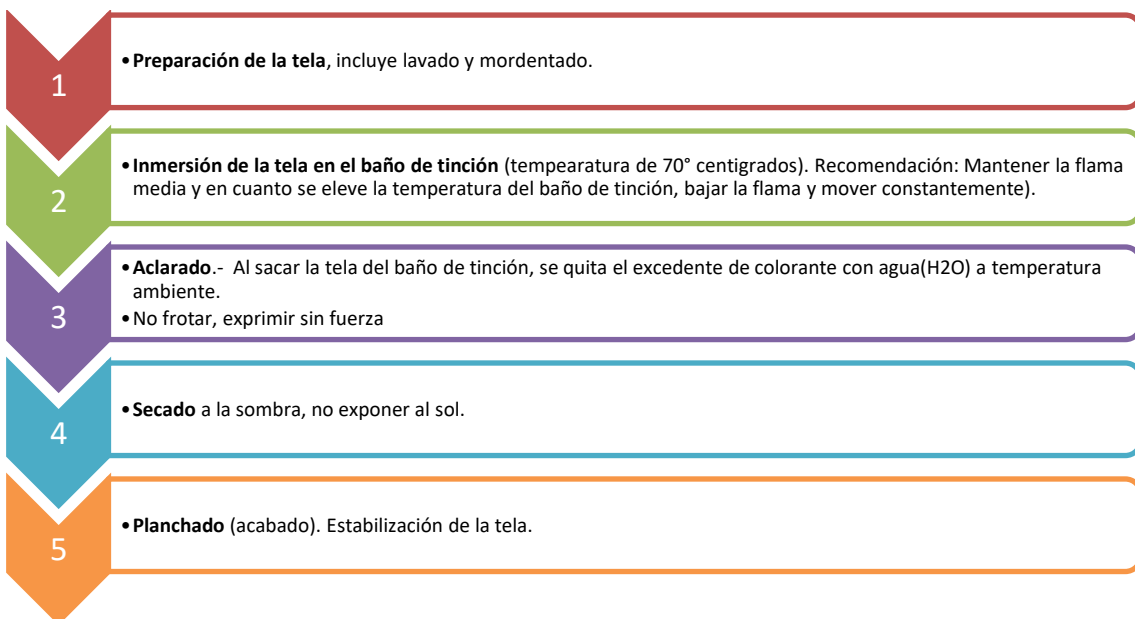 1
•Preparación de la tela, incluye lavado y mordentado.
2
•Inmersión de la tela en el baño de tinción (tempearatura de 70° centigrados). Recomendación: Mantener la flama
media y en cuanto se eleve la temperatura del baño de tinción, bajar la flama y mover constantemente).
3
•Aclarado.- Al sacar la tela del baño de tinción, se quita el excedente de colorante con agua(H2O) a temperatura
ambiente.
•No frotar, exprimir sin fuerza
4
•Secado a la sombra, no exponer al sol.
5
•Planchado (acabado). Estabilización de la tela.